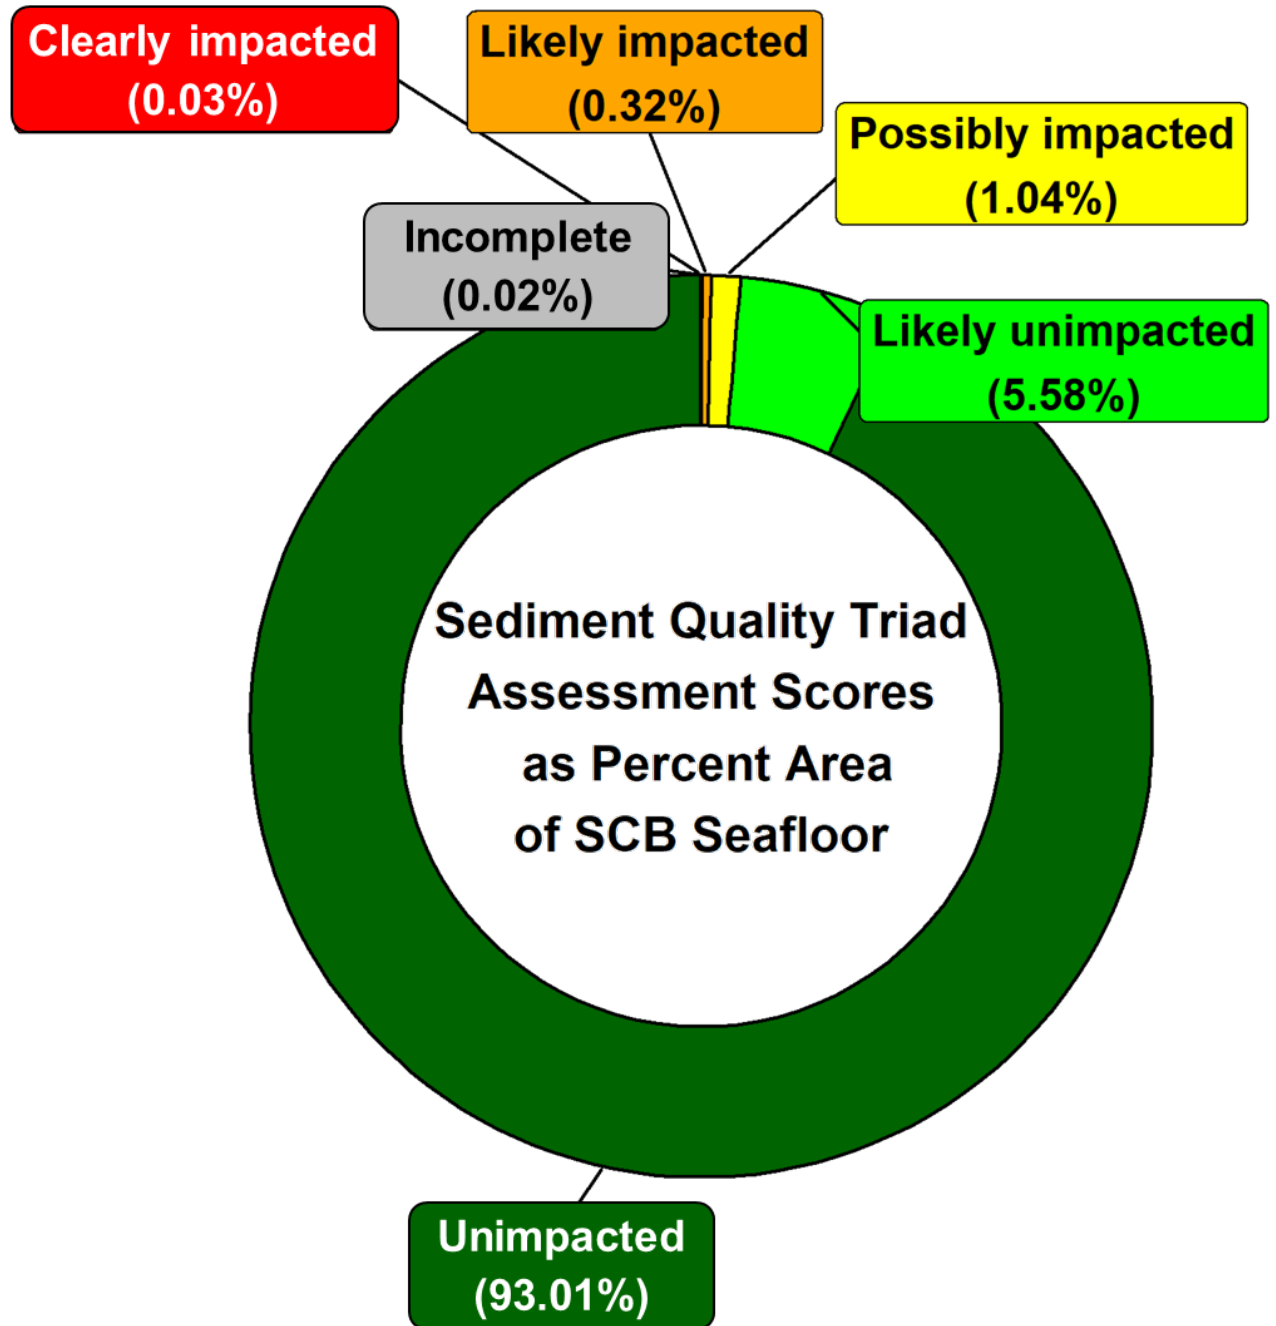 Clearly impacted
(0.03%)
Likely impacted
(0.32%)
Possibly impacted
(1.04%)
Incomplete
(0.02%)
Likely unimpacted
(5.58%)
Sediment Quality Triad
Assessment Scores
as Percent Area
of SCB Seafloor
Unimpacted
(93.01%)